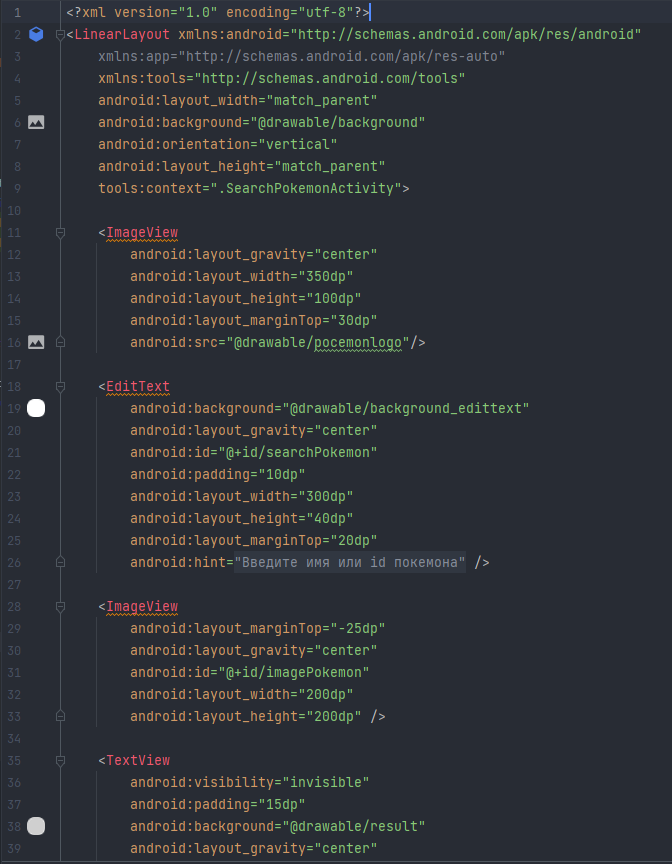 1 <?xml version="1.0" encoding="utf-8"?>
2 <LinearLayout xmlns:android="http://schemas.android.com/apk/res/android"
3 xmlns:app="http://schemas.android.com/apk/res-auto"
4 xmlns:tools="http://schemas.android.com/tools"
5 android:layout_width="match_parent"
6 android:background="@drawable/background"
7 android:orientation="vertical"
8 android:layout_height="match_parent"
9 tools:context=".SearchPokemonActivity">
10
11 <ImageView
12 android:layout_gravity="center"
13 android:layout_width="350dp"
14 android:layout_height="100dp"
15 android:layout_marginTop="30dp"
16 android:src="@drawable/pocemonlogo"/>
17
18 <EditText
19 android:background="@drawable/background_edittext"
20 android:layout_gravity="center"
21 android:id="@+id/searchPokemon"
22 android:padding="10dp"
23 android:layout_width="300dp"
24 android:layout_height="40dp"
25 android:layout_marginTop="20dp"
26 android:hint="Введите имя или id покемона" />
27
28 <ImageView
29 android:layout_marginTop="-25dp"
30 android:layout_gravity="center"
31 android:id="@+id/imagePokemon"
32 android:layout_width="200dp"
33 android:layout_height="200dp" />
34
35 <TextView
36 android:visibility="invisible"
37 android:padding="15dp"
38 android:background="@drawable/result"
39 android:layout_gravity="center"